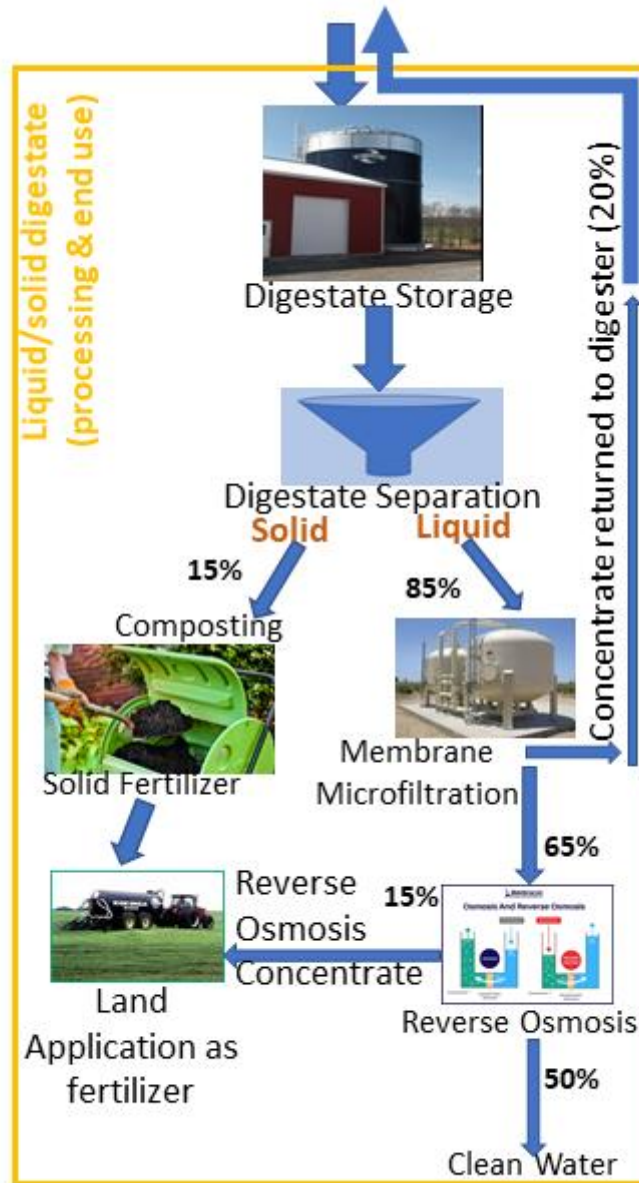 Liquid/solid digestate
(processing & end use)
Digestate Storage
Concentrate returned to digester (20%)
Digestate Separation
Solid
Liquid
15%
85%
Composting
Solid Fertilizer
Membrane
Microfiltration
65%
15%
Reverse
Osmosis
Concentrate
Osmosis And Reverse Osmosis
Land
Application as
fertilizer
Reverse Osmosis
50%
Clean Water